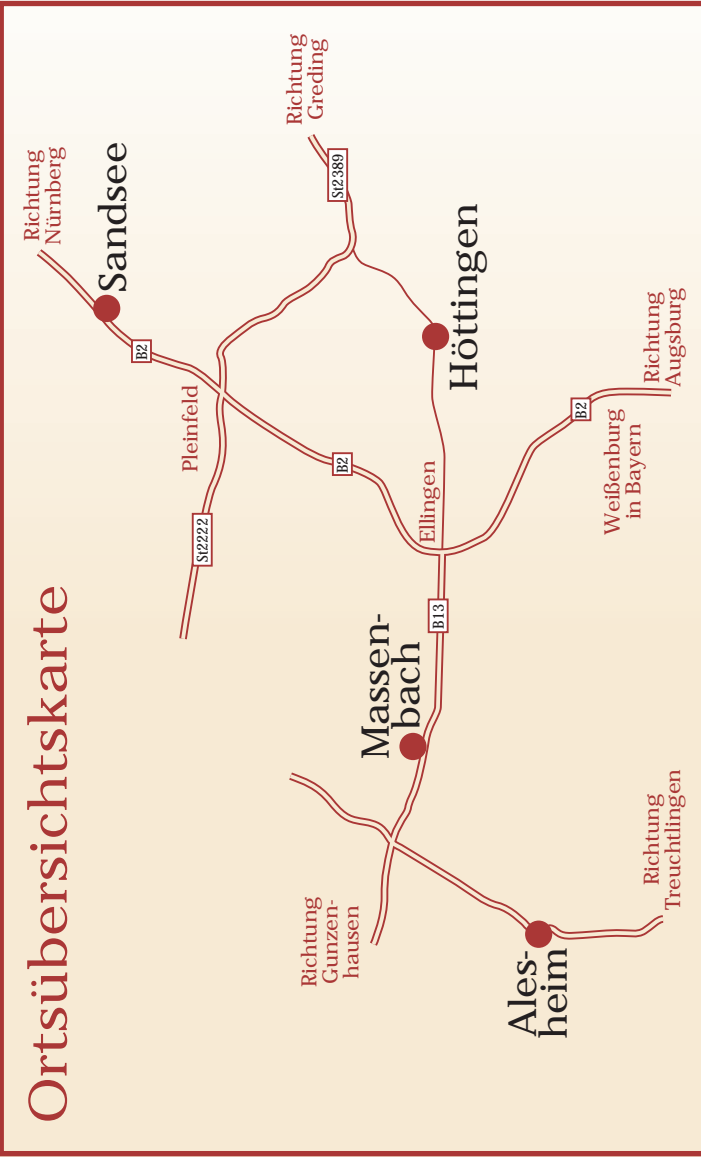 Ortsübersichtskarte
Richtung
Nürnberg
Sandsee
B2
Pleinfeld
St2222
Richtung
Greding
St2389
B2
Höttingen
Ellingen
B13
Massen-
bach
Richtung
Gunzen-
hausen
Ales-
heim
Richtung
Treuchtlingen
B2
Weißenburg
in Bayern
Richtung
Augsburg